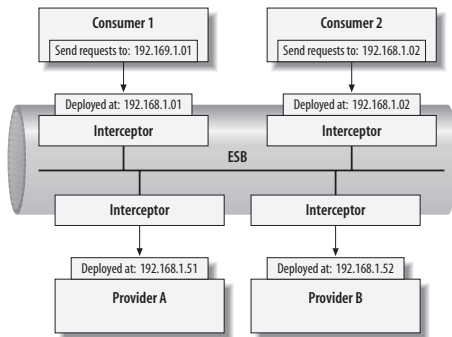 Consumer 1
Send requests to: 192.169.1.01
Consumer 2
Send requests to: 192.168.1.02
Deployed at: 192.168.1.01
Interceptor
Deployed at: 192.168.1.02
Interceptor
ESB
Interceptor
Interceptor
Deployed at: 192.168.1.51
Provider A
Deployed at: 192.168.1.52
Provider B